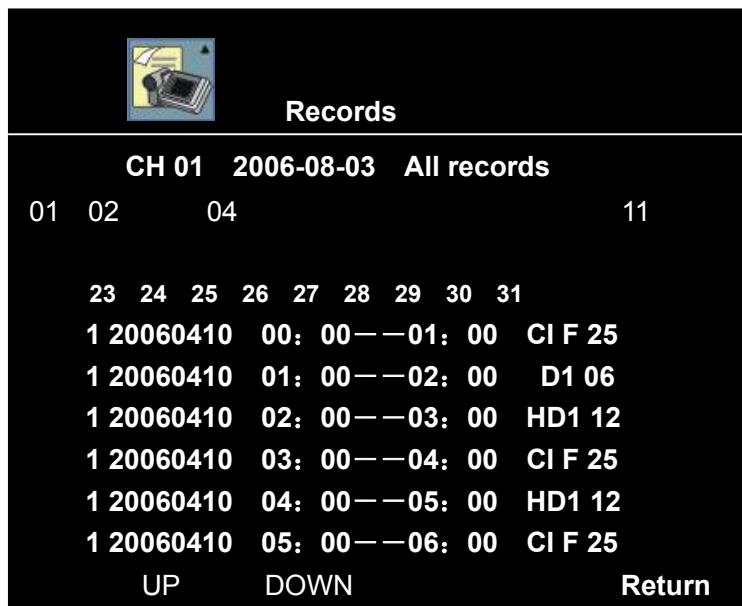 Records
CH 01 2006-08-03 All records
01 02 04 11
23 24 25 26 27 28 29 30 31
1 20060410 00：00－－01：00 CI F 25
1 20060410 01：00－－02：00 D1 06
1 20060410 02：00－－03：00 HD1 12
1 20060410 03：00－－04：00 CI F 25
1 20060410 04：00－－05：00 HD1 12
1 20060410 05：00－－06：00 CI F 25
UP DOWN Return